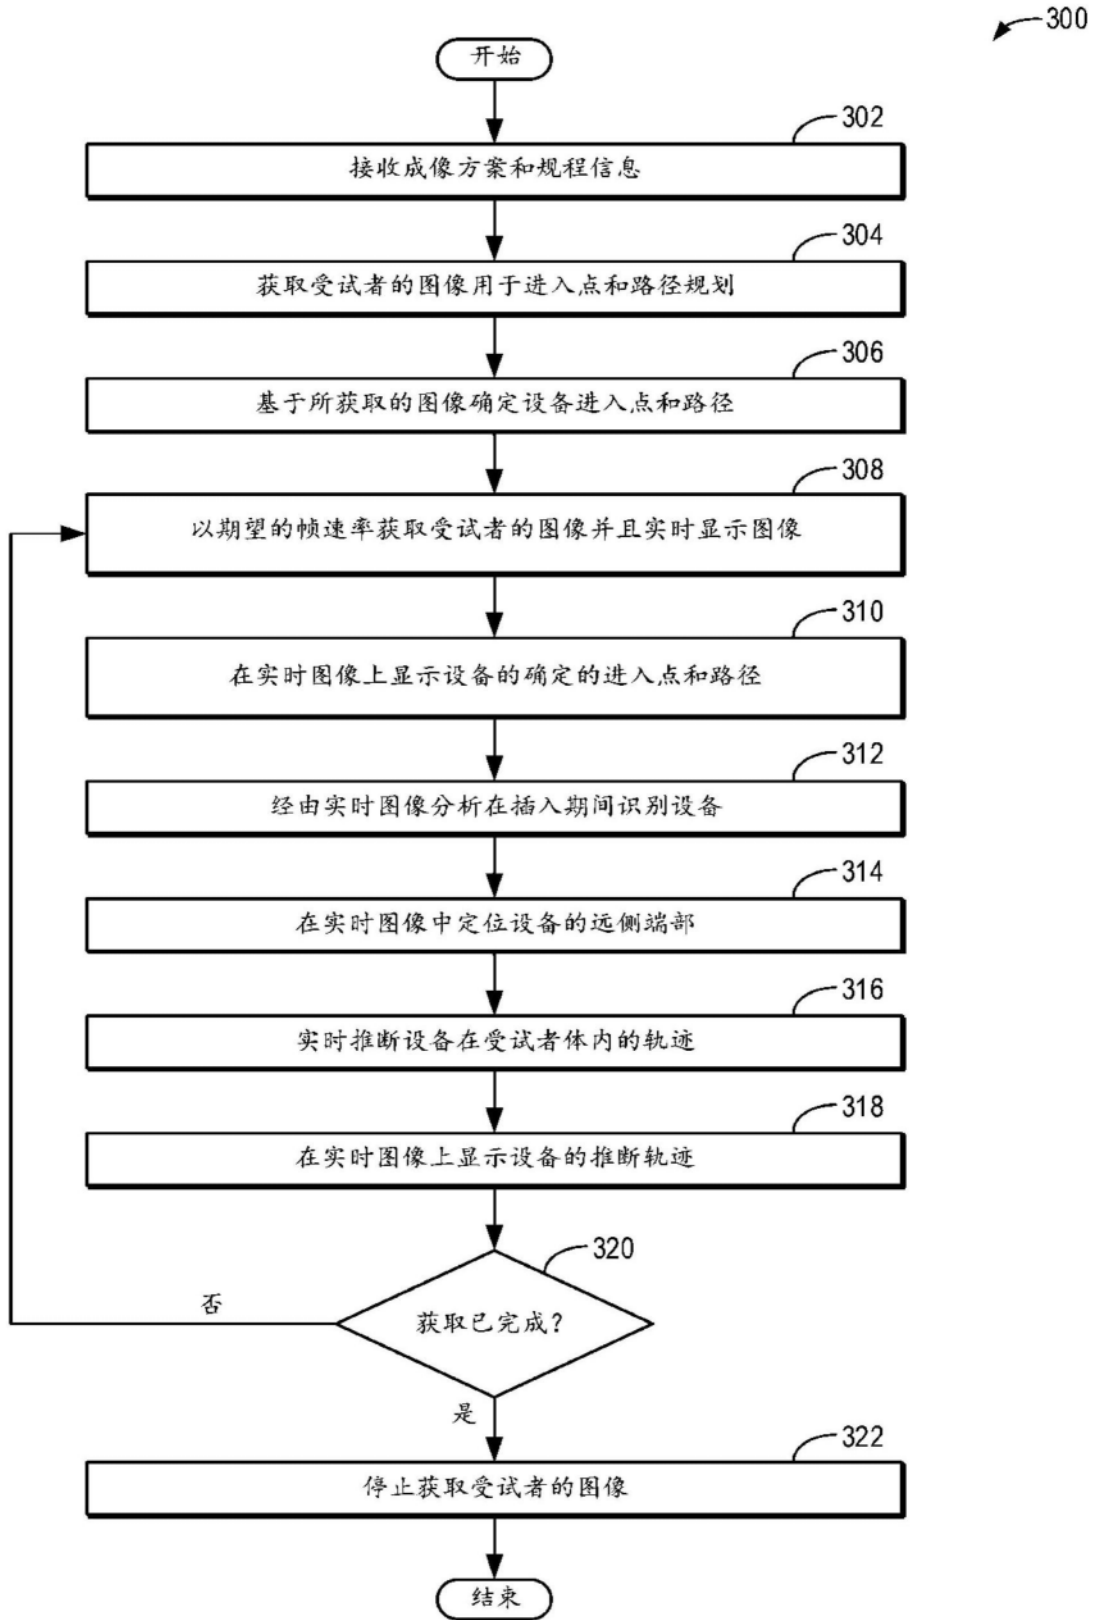 300
开始
302
接收成像方案和规程信息
304
获取受试者的图像用于进入点和路径规划
306
基于所获取的图像确定设备进入点和路径
308
以期望的帧速率获取受试者的图像并且实时显示图像
310
在实时图像上显示设备的确定的进入点和路径
312
经由实时图像分析在插入期间识别设备
314
在实时图像中定位设备的远侧端部
316
实时推断设备在受试者体内的轨迹
318
在实时图像上显示设备的推断轨迹
320
获取已完成？
否
是
322
停止获取受试者的图像
结束